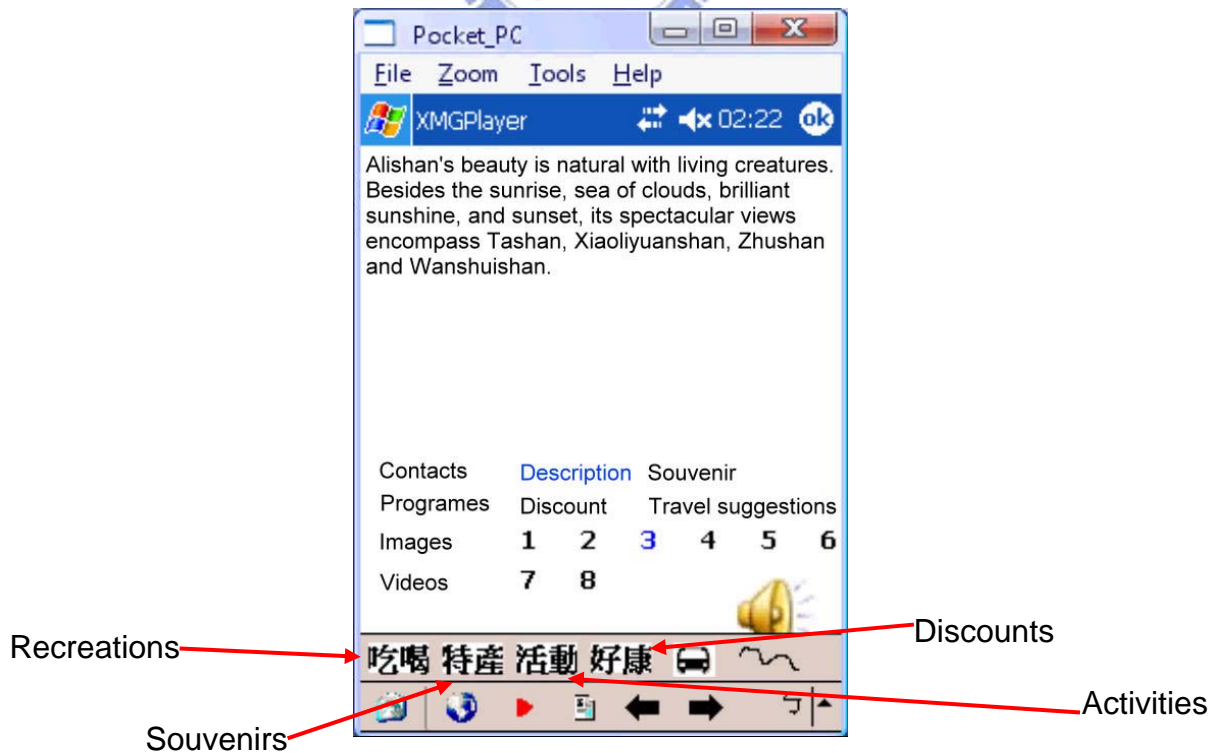 Pocket_PC
File Zoom Tools Help
XMGPlayer 02:22 ok
Alishan's beauty is natural with living creatures.
Besides the sunrise, sea of clouds, brilliant
sunshine, and sunset, its spectacular views
encompass Tashan, Xiaoliyuanshan, Zhushan
and Wanshuishan.
Contacts Description Souvenir
Programes Discount Travel suggestions
Images 1 2 3 4 5 6
Videos 7 8
Discounts
Recreations
吃喝 特產 活動 好康
Activities
Souvenirs
ㄅ